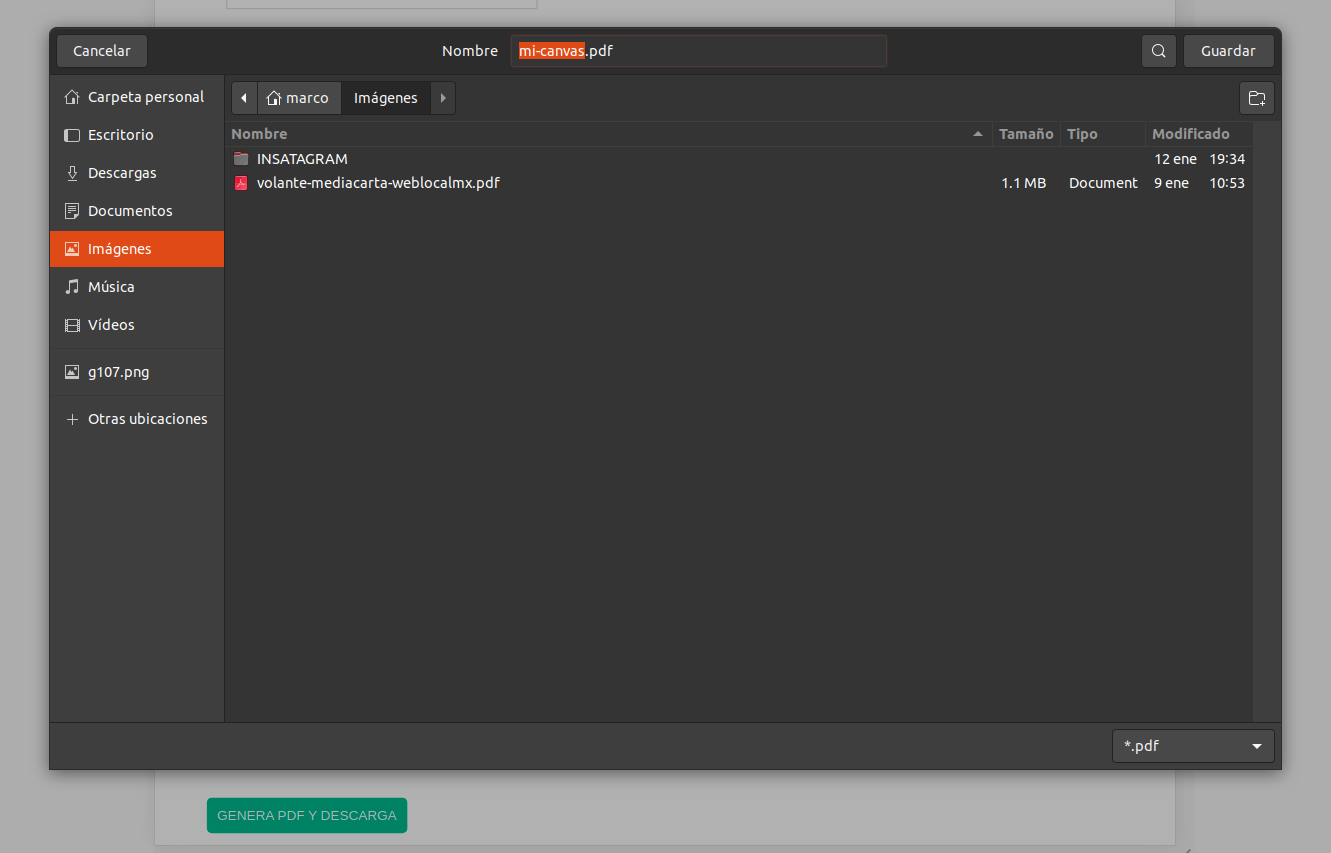 Cancelar Nombre mi-canvas.pdf Guardar
Carpeta personal
Escritorio
Descargas
Documentos
Imágenes
Música
Vídeos
g107.png
Otras ubicaciones
marco Imágenes
Nombre Tamaño Tipo Modificado
INSATAGRAM 12 ene 19:34
volante-mediacarta-weblocalmx.pdf 1.1 MB Document 9 ene 10:53
*.pdf
GENERA PDF Y DESCARGA